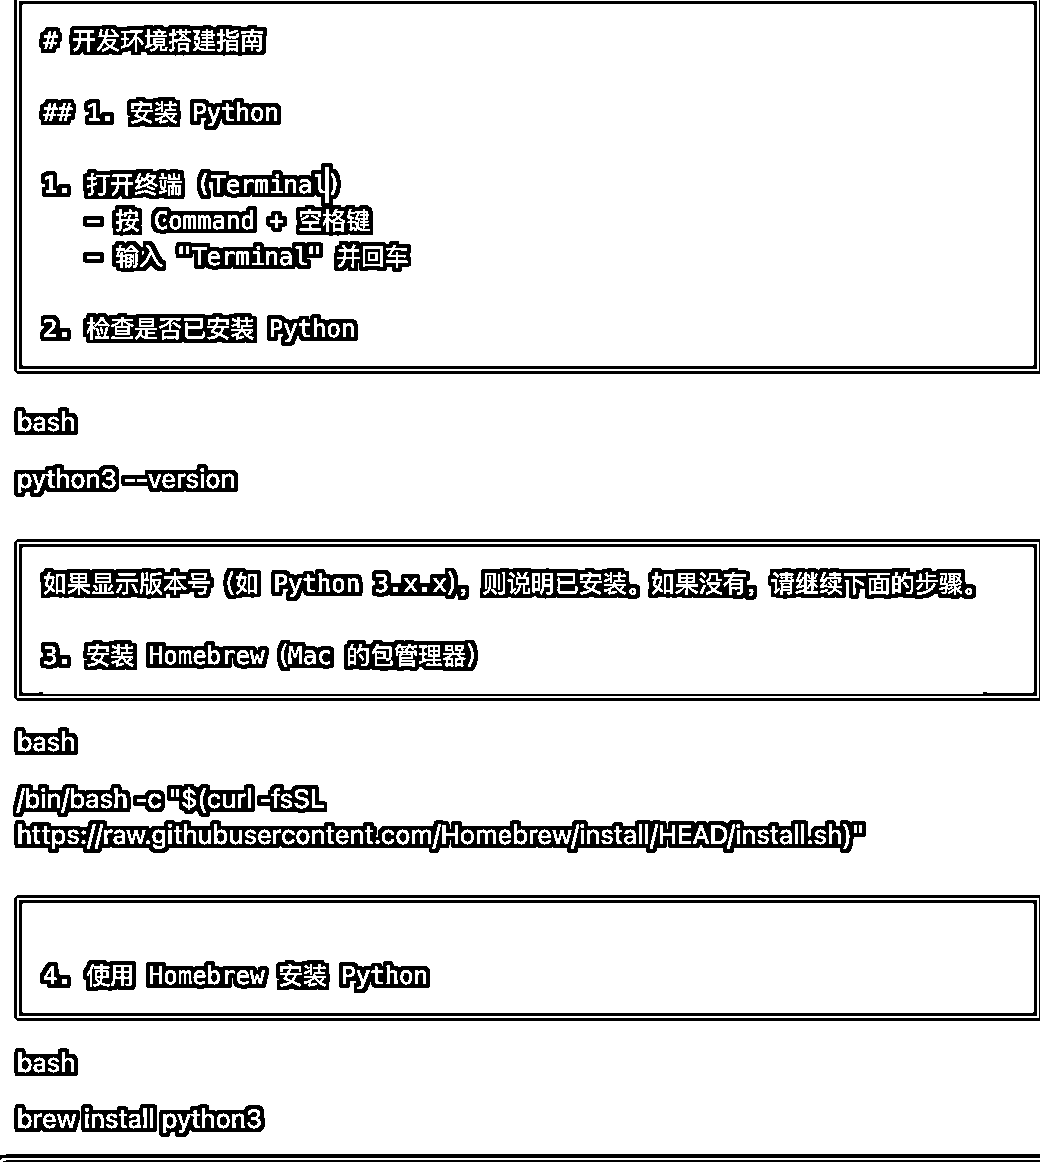 # 开发环境搭建指南
## 1. 安装 Python
1. 打开终端（Terminal）
- 按 Command + 空格键
- 输入 "Terminal" 并回车
2. 检查是否已安装 Python
bash
python3 --version
如果显示版本号（如 Python 3.x.x），则说明已安装。如果没有，请继续下面的步骤。
3. 安装 Homebrew（Mac 的包管理器）
bash
/bin/bash -c "$(curl -fsSL
https://raw.githubusercontent.com/Homebrew/install/HEAD/install.sh)"
4. 使用 Homebrew 安装 Python
bash
brew install python3